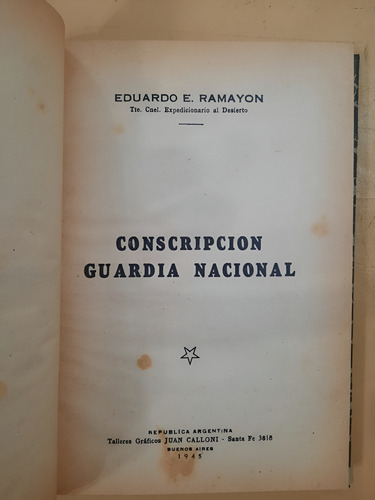 EDUARDO E. RAMAYON
Tte. Cnel. Expedicionario al Desierto
CONSCRIPCION
GUARDIA NACIONAL
REPUBLICA ARGENTINA
Talleres Gráficos JUAN CALLONI - Santa Fe 3818
BUENOS AIRES
1945